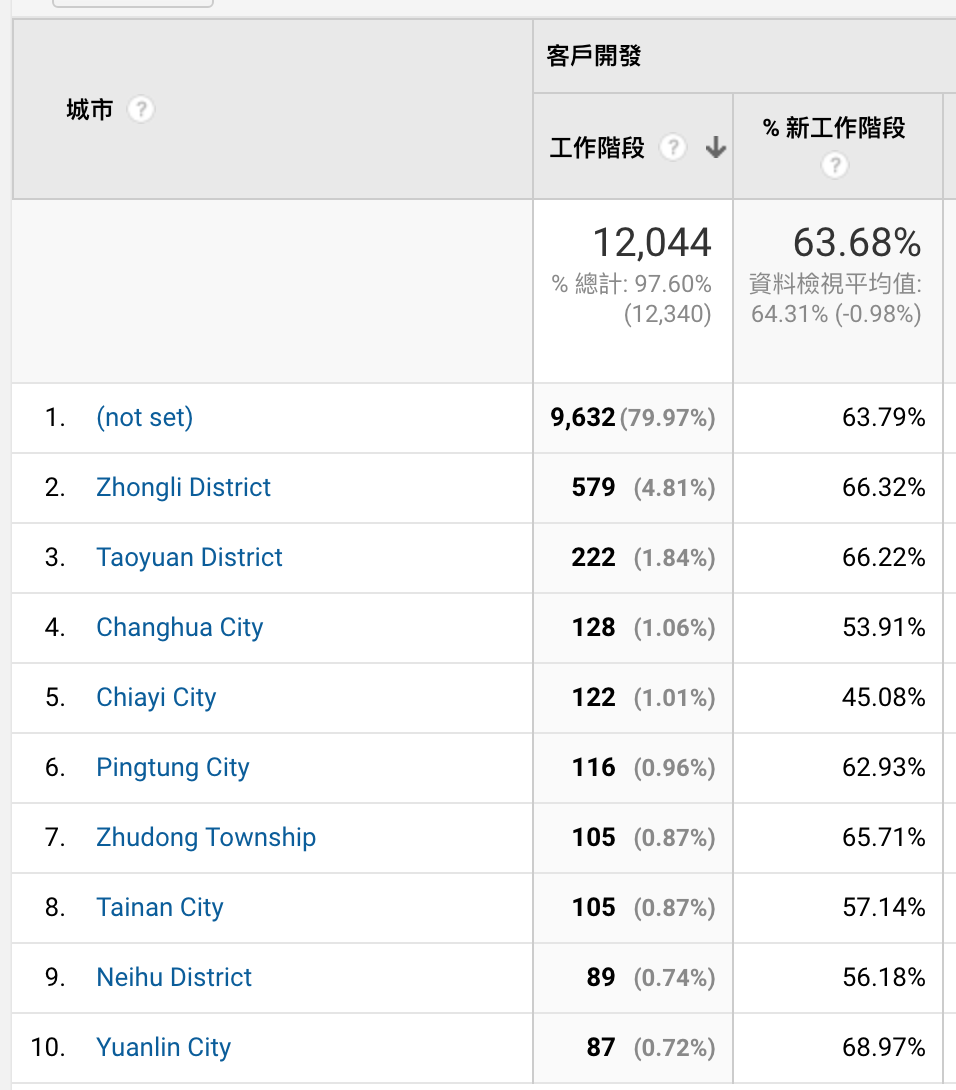 客戶開發
城市 ?
工作階段 ?
% 新工作階段
?
12,044
% 總計: 97.60%
(12,340)
63.68%
資料檢視平均值:
64.31% (-0.98%)
1. (not set) 9,632 (79.97%) 63.79%
2. Zhongli District 579 (4.81%) 66.32%
3. Taoyuan District 222 (1.84%) 66.22%
4. Changhua City 128 (1.06%) 53.91%
5. Chiayi City 122 (1.01%) 45.08%
6. Pingtung City 116 (0.96%) 62.93%
7. Zhudong Township 105 (0.87%) 65.71%
8. Tainan City 105 (0.87%) 57.14%
9. Neihu District 89 (0.74%) 56.18%
10. Yuanlin City 87 (0.72%) 68.97%